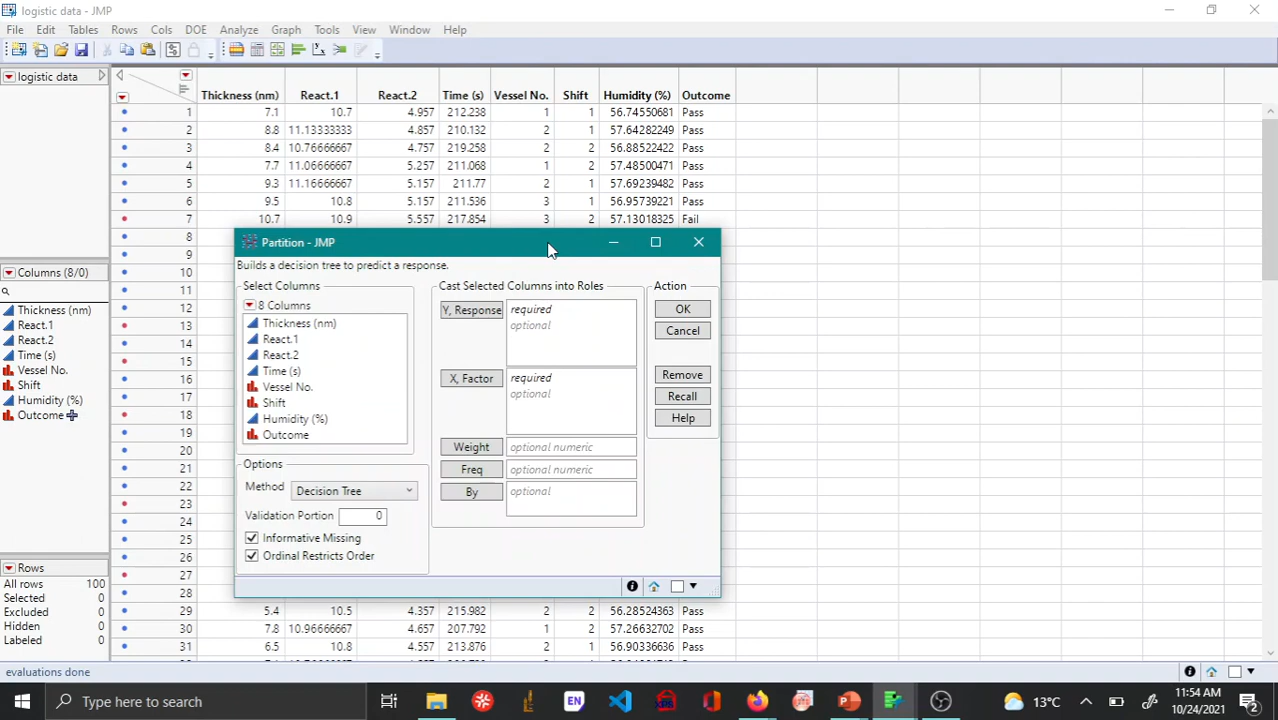 logistic data - JMP
File Edit Tables Rows Cols DOE Analyze Graph Tools View Window Help
logistic data
Thickness (nm) React.1 React.2 Time (s) Vessel No. Shift Humidity (%) Outcome
1 7.1 10.7 4.957 212.238 1 1 56.74550681 Pass
2 8.8 11.13333333 4.857 210.132 2 1 57.64282249 Pass
3 8.4 10.76666667 4.757 219.258 2 1 56.88522422 Pass
4 7.7 11.06666667 5.257 211.068 1 2 57.48500471 Pass
5 9.3 11.16666667 5.157 211.77 2 1 57.69239482 Pass
6 9.5 10.8 5.157 211.536 3 1 56.95739221 Pass
7 10.7 10.9 5.557 217.854 3 2 57.13018325 Fail
8
9
10
11
12
13
14
15
16
17
18
19
20
21
22
23
24
25
26
27
28
29 5.4 10.5 4.357 215.982 2 2 56.28524363 Pass
30 7.8 10.96666667 4.657 207.792 1 2 57.26632702 Pass
31 6.5 10.8 4.557 213.876 2 1 56.90336636 Pass
Columns (8/0)
Thickness (nm)
React.1
React.2
Time (s)
Vessel No.
Shift
Humidity (%)
Outcome
Rows
All rows 100
Selected 0
Excluded 0
Hidden 0
Labeled 0
Partition - JMP
Builds a decision tree to predict a response.
Select Columns
8 Columns
Thickness (nm)
React.1
React.2
Time (s)
Vessel No.
Shift
Humidity (%)
Outcome
Options
Method Decision Tree
Validation Portion 0
Informative Missing
Ordinal Restricts Order
Cast Selected Columns into Roles
Y, Response required
optional
X, Factor required
optional
Weight optional numeric
Freq optional numeric
By optional
Action
OK
Cancel
Remove
Recall
Help
evaluations done
Type here to search
EN
13°C
11:54 AM
10/24/2021
2